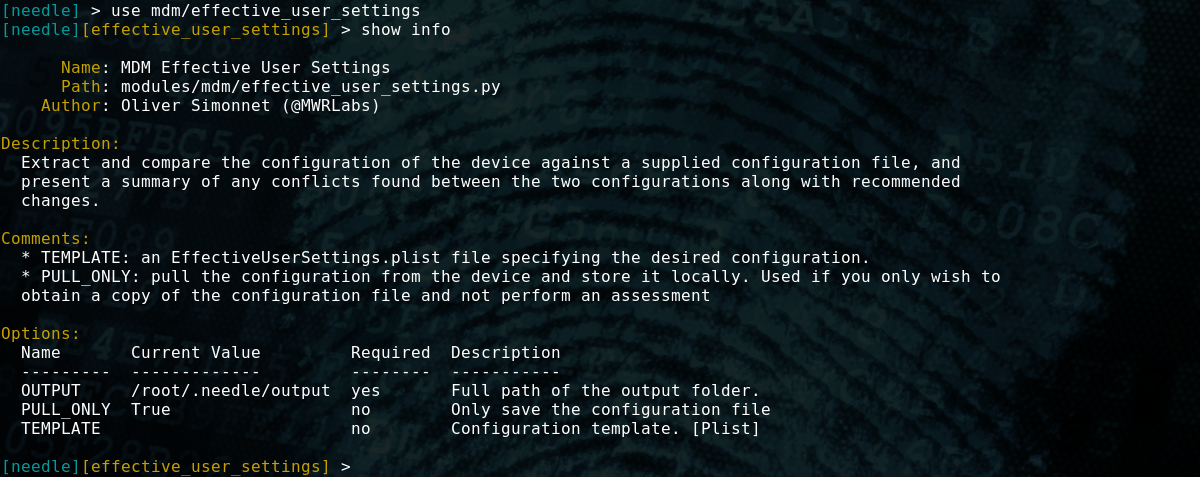 [needle] > use mdm/effective_user_settings
[needle][effective_user_settings] > show info
Name: MDM Effective User Settings
Path: modules/mdm/effective_user_settings.py
Author: Oliver Simonnet (@MWRLabs)
Description:
Extract and compare the configuration of the device against a supplied configuration file, and
present a summary of any conflicts found between the two configurations along with recommended
changes.
Comments:
* TEMPLATE: an EffectiveUserSettings.plist file specifying the desired configuration.
* PULL_ONLY: pull the configuration from the device and store it locally. Used if you only wish to
obtain a copy of the configuration file and not perform an assessment
Options:
Name       Current Value         Required  Description
---------  -------------         --------  -----------
OUTPUT     /root/.needle/output  yes       Full path of the output folder.
PULL_ONLY  True                  no        Only save the configuration file
TEMPLATE                         no        Configuration template. [Plist]
[needle][effective_user_settings] >